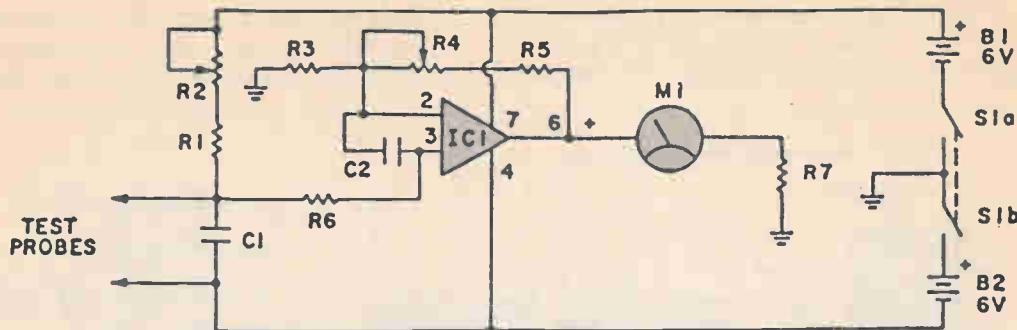 R3
R4
R5
+
B1
6V
R2
M1
2
7
6
+
S1a
R1
3
IC1
C2
4
R7
R6
S1b
TEST
PROBES
C1
+
B2
6V